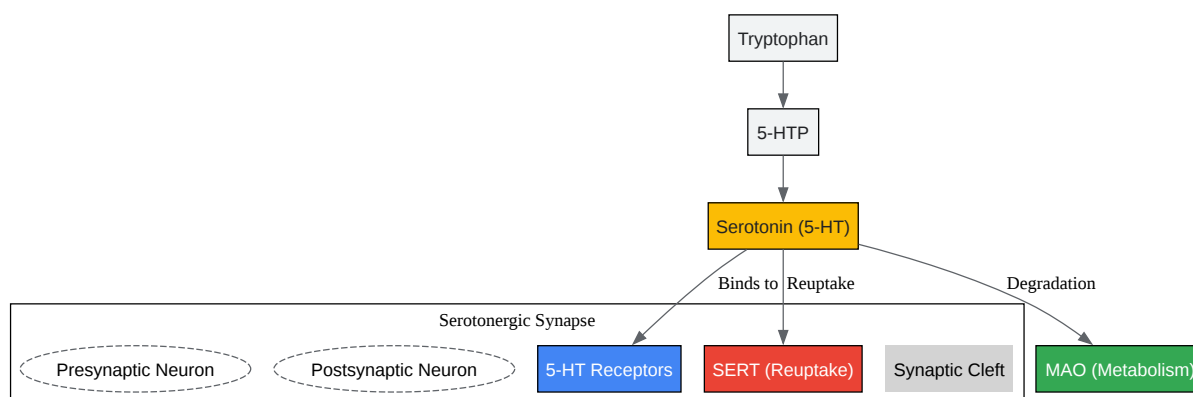 Tryptophan
5-HTP
Serotonin (5-HT)
Binds to
Reuptake
Degradation
Serotonergic Synapse
Presynaptic Neuron
Postsynaptic Neuron
5-HT Receptors
SERT (Reuptake)
Synaptic Cleft
MAO (Metabolism)